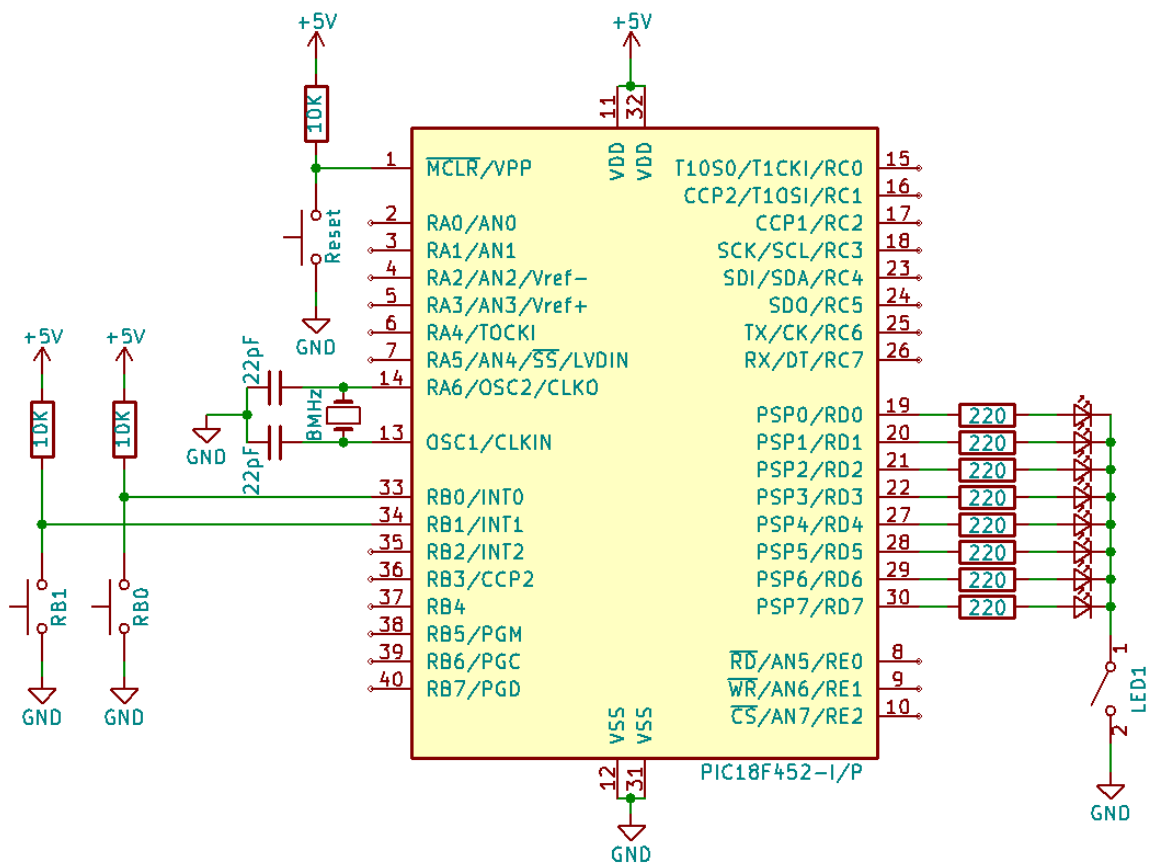 +5V
+5V
10K
11
32
VDD
VDD
1
MCLR/VPP
T1OSO/T1CKI/RC0
15
CCP2/T1OSI/RC1
16
Reset
2
RA0/AN0
CCP1/RC2
17
3
RA1/AN1
SCK/SCL/RC3
18
4
RA2/AN2/Vref-
SDI/SDA/RC4
23
5
RA3/AN3/Vref+
SDO/RC5
24
GND
6
RA4/TOCKI
TX/CK/RC6
25
+5V
+5V
7
RA5/AN4/SS/LVDIN
RX/DT/RC7
26
22pF
14
RA6/OSC2/CLKO
10K
10K
8MHz
GND
22pF
13
OSC1/CLKIN
PSP0/RD0
19
220
PSP1/RD1
20
220
PSP2/RD2
21
220
33
RB0/INT0
PSP3/RD3
22
220
34
RB1/INT1
PSP4/RD4
27
220
35
RB2/INT2
PSP5/RD5
28
220
36
RB3/CCP2
PSP6/RD6
29
220
37
RB4
PSP7/RD7
30
220
RB1
RB0
38
RB5/PGM
39
RB6/PGC
RD/AN5/RE0
8
40
RB7/PGD
WR/AN6/RE1
9
CS/AN7/RE2
10
1
LED1
2
GND
GND
VSS
VSS
12
31
PIC18F452-I/P
GND
GND